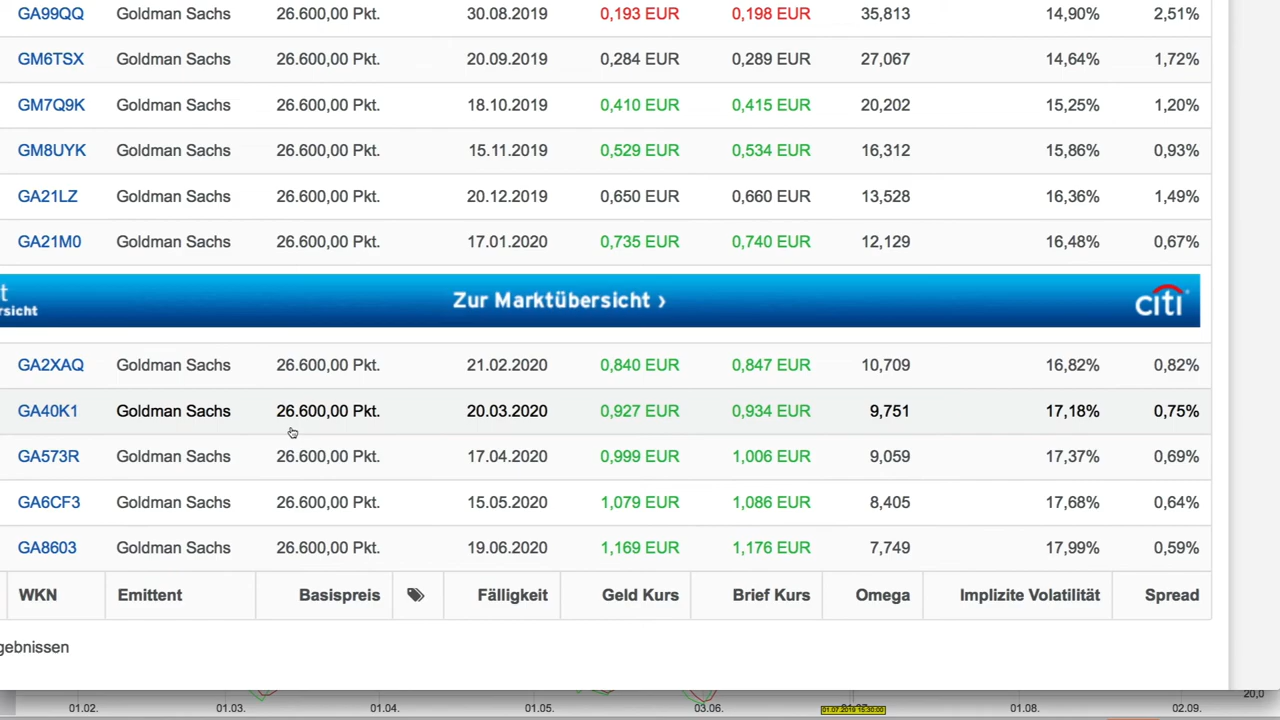 GA99QQ Goldman Sachs 26.600,00 Pkt. 30.08.2019 0,193 EUR 0,198 EUR 35,813 14,90% 2,51%
GM6TSX Goldman Sachs 26.600,00 Pkt. 20.09.2019 0,284 EUR 0,289 EUR 27,067 14,64% 1,72%
GM7Q9K Goldman Sachs 26.600,00 Pkt. 18.10.2019 0,410 EUR 0,415 EUR 20,202 15,25% 1,20%
GM8UYK Goldman Sachs 26.600,00 Pkt. 15.11.2019 0,529 EUR 0,534 EUR 16,312 15,86% 0,93%
GA21LZ Goldman Sachs 26.600,00 Pkt. 20.12.2019 0,650 EUR 0,660 EUR 13,528 16,36% 1,49%
GA21M0 Goldman Sachs 26.600,00 Pkt. 17.01.2020 0,735 EUR 0,740 EUR 12,129 16,48% 0,67%
t Zur Marktübersicht › citi
rsicht
GA2XAQ Goldman Sachs 26.600,00 Pkt. 21.02.2020 0,840 EUR 0,847 EUR 10,709 16,82% 0,82%
GA40K1 Goldman Sachs 26.600,00 Pkt. 20.03.2020 0,927 EUR 0,934 EUR 9,751 17,18% 0,75%
GA573R Goldman Sachs 26.600,00 Pkt. 17.04.2020 0,999 EUR 1,006 EUR 9,059 17,37% 0,69%
GA6CF3 Goldman Sachs 26.600,00 Pkt. 15.05.2020 1,079 EUR 1,086 EUR 8,405 17,68% 0,64%
GA8603 Goldman Sachs 26.600,00 Pkt. 19.06.2020 1,169 EUR 1,176 EUR 7,749 17,99% 0,59%
WKN Emittent Basispreis Fälligkeit Geld Kurs Brief Kurs Omega Implizite Volatilität Spread
gebnissen
20,0
01.02. 01.03. 01.04. 01.05. 03.06. 01.07.2019 15:30:00 01.08. 02.09.